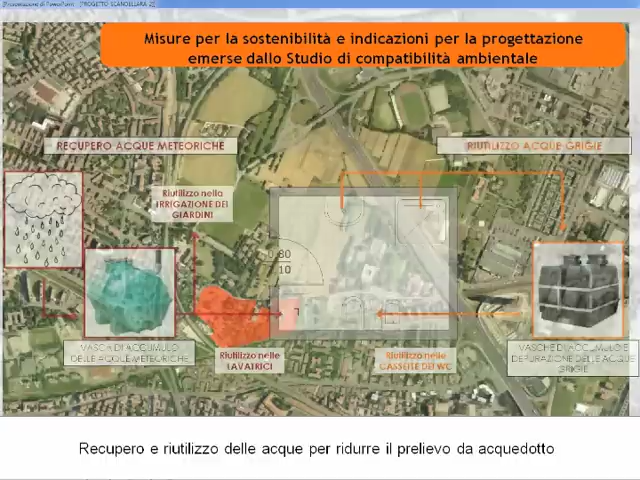 [Presentazione di PowerPoint - [PROGETTO SCANDELLARA 2]]
Misure per la sostenibilità e indicazioni per la progettazione
emerse dallo Studio di compatibilità ambientale
RECUPERO ACQUE METEORICHE
RIUTILIZZO ACQUE GRIGIE
Riutilizzo nella
IRRIGAZIONE DEI
GIARDINI
80
10
VASCA DI ACCUMULO
DELLE ACQUE METEORICHE
Riutilizzo nelle
LAVATRICI
Riutilizzo nelle
CASSETTE DEI WC
VASCHE DI ACCUMULO E
DEPURAZIONE DELLE ACQUE
GRIGIE
Recupero e riutilizzo delle acque per ridurre il prelievo da acquedotto